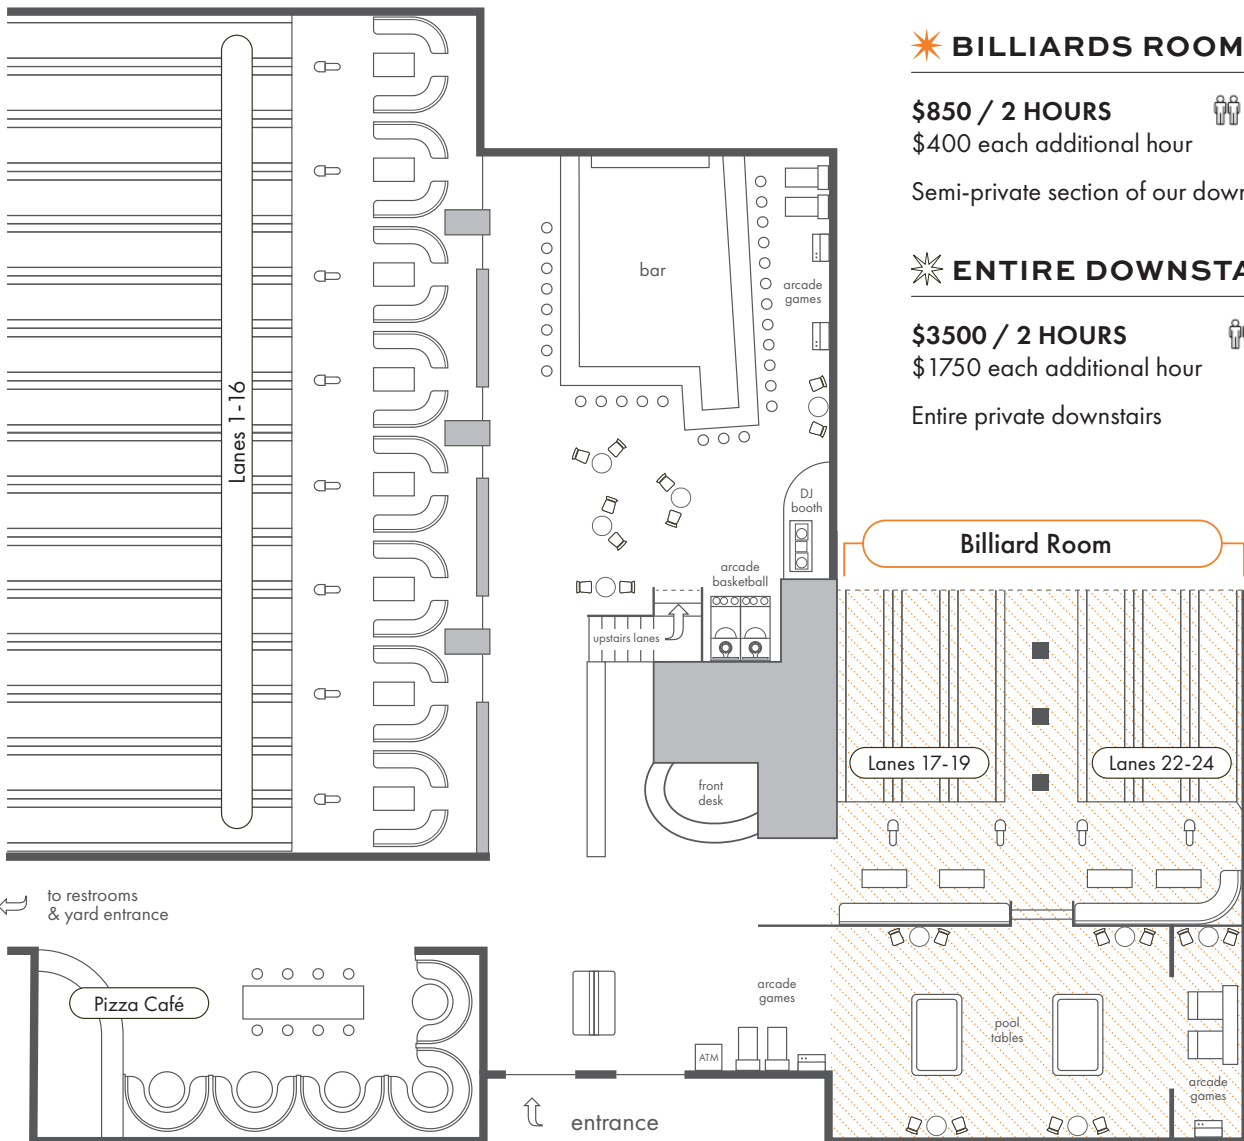 BILLIARDS ROOM
$850 / 2 HOURS
$400 each additional hour
Semi-private section of our down
ENTIRE DOWNSTA
$3500 / 2 HOURS
$1750 each additional hour
Entire private downstairs
bar
arcade
games
Lanes 1-16
DJ
booth
Billiard Room
arcade
basketball
upstairs lanes
Lanes 17-19
Lanes 22-24
front
desk
to restrooms
& yard entrance
Pizza Café
arcade
games
pool
tables
ATM
arcade
games
entrance